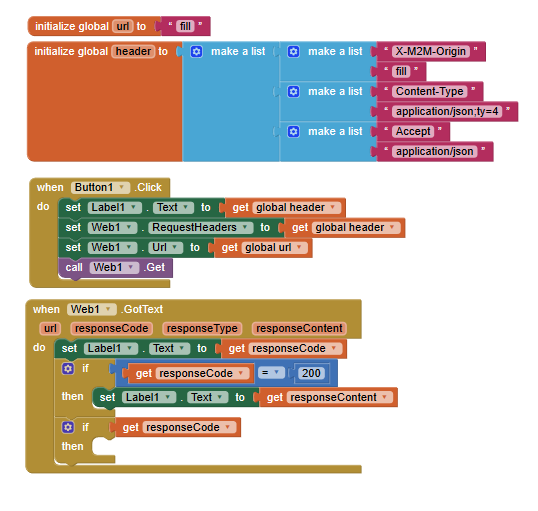 initialize global url to " fill "
initialize global header to make a list make a list " X-M2M-Origin "
" fill "
make a list " Content-Type "
" application/json;ty=4 "
make a list " Accept "
" application/json "
when Button1 .Click
do set Label1 . Text to get global header
set Web1 . RequestHeaders to get global header
set Web1 . Url to get global url
call Web1 .Get
when Web1 .GotText
url responseCode responseType responseContent
do set Label1 . Text to get responseCode
if get responseCode = 200
then set Label1 . Text to get responseContent
if get responseCode
then